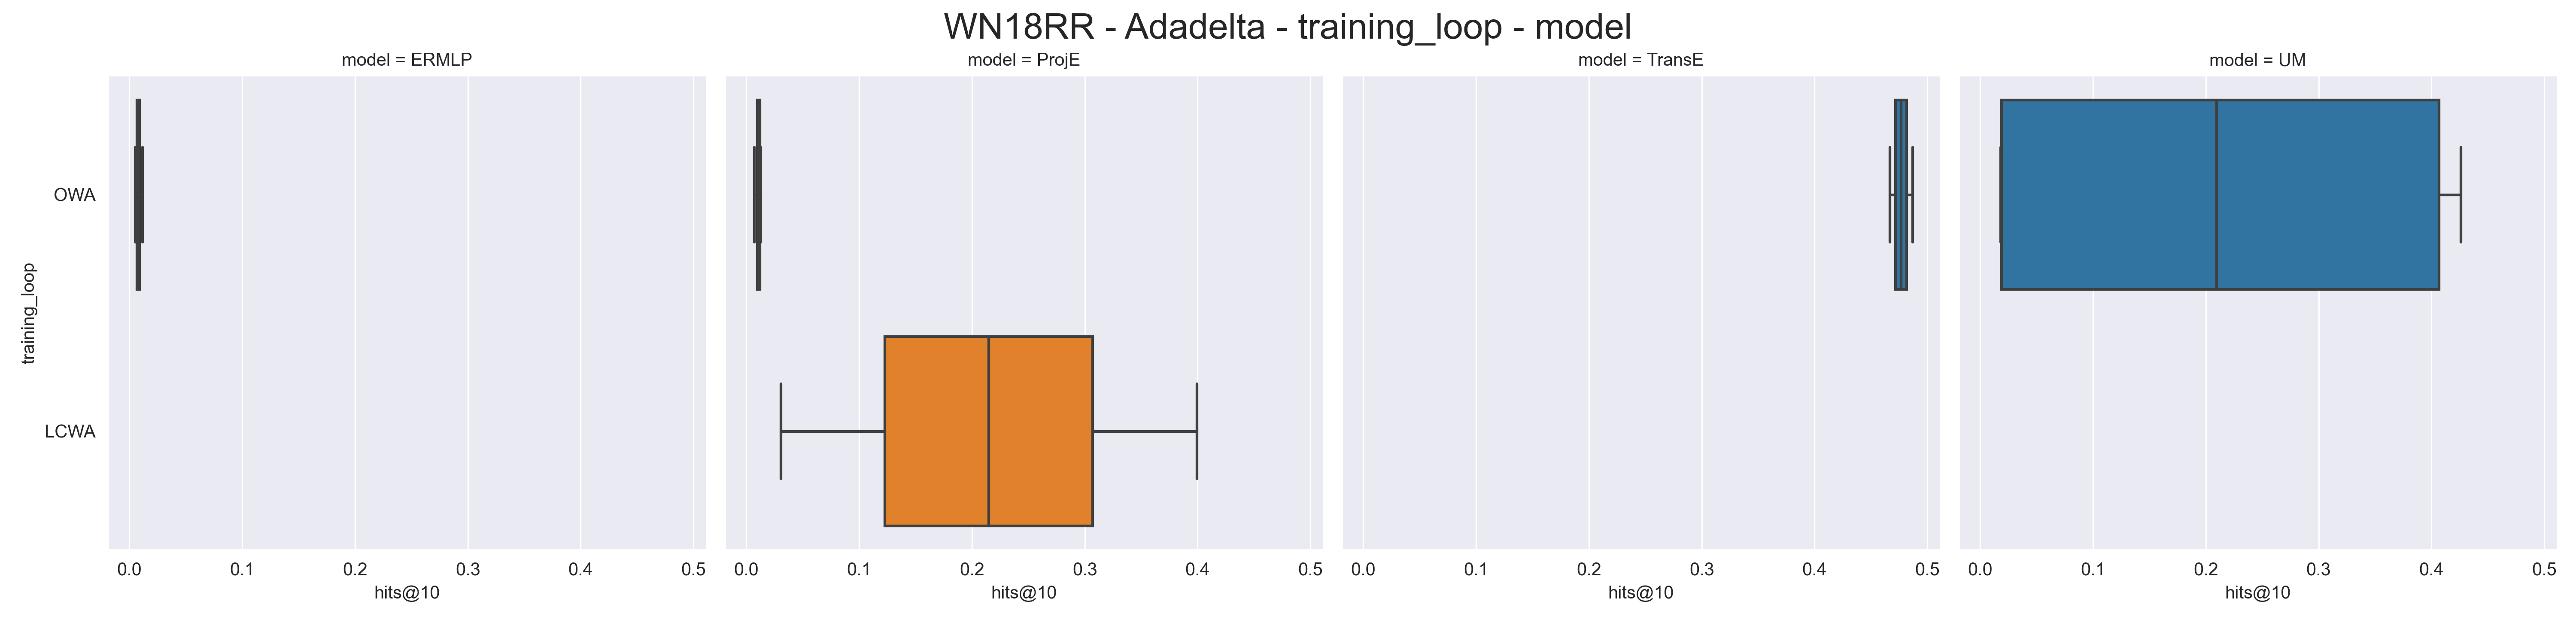 WN18RR - Adadelta - training_loop - model
model = ERMLP
model = ProjE
model = TransE
model = UM
training_loop
OWA
LCWA
0.0 0.1 0.2 0.3 0.4 0.5
hits@10
0.0 0.1 0.2 0.3 0.4 0.5
hits@10
0.0 0.1 0.2 0.3 0.4 0.5
hits@10
0.0 0.1 0.2 0.3 0.4 0.5
hits@10